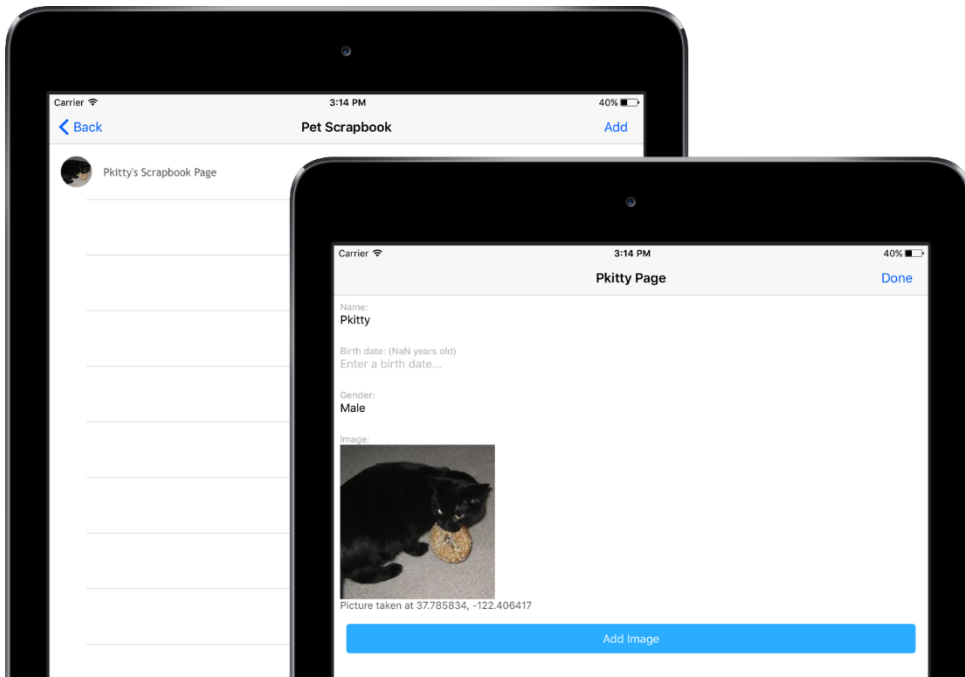 Carrier
3:14 PM
40%
Back
Pet Scrapbook
Add
Pkitty's Scrapbook Page
Carrier
3:14 PM
40%
Pkitty Page
Done
Name:
Pkitty
Birth date: (NaN years old)
Enter a birth date...
Gender:
Male
Image:
Picture taken at 37.785834, -122.406417
Add Image